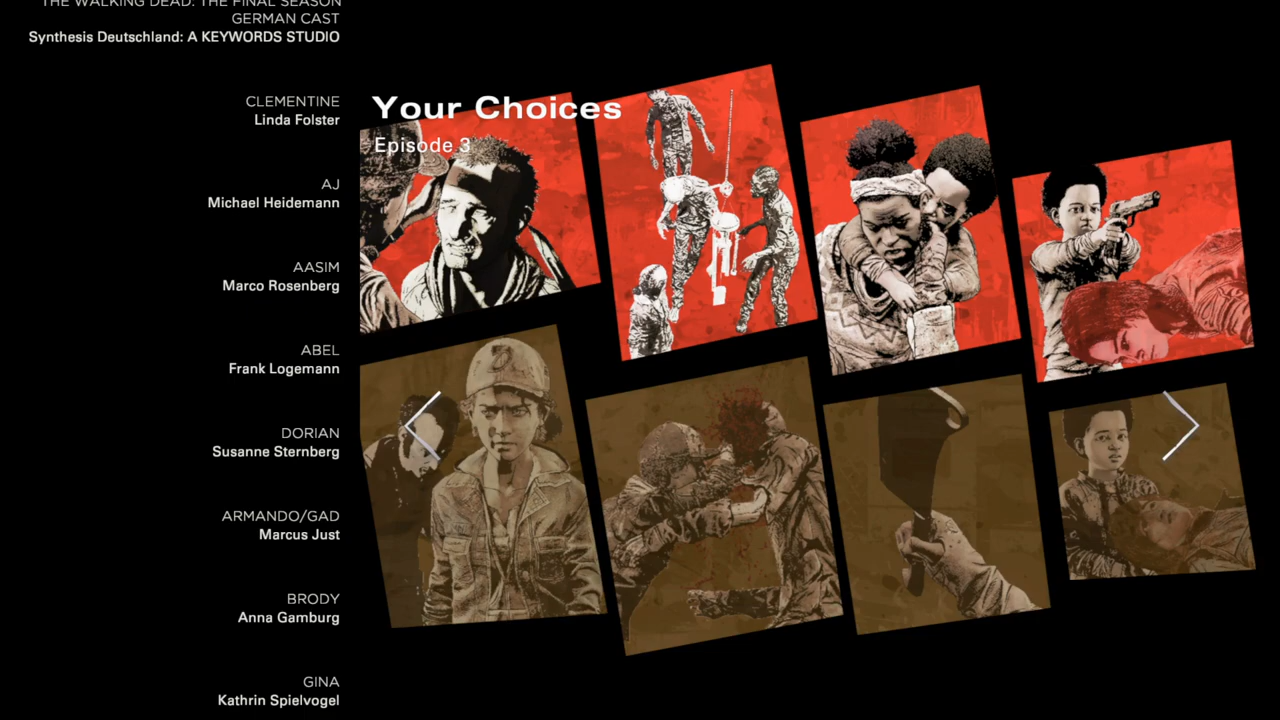 THE WALKING DEAD: THE FINAL SEASON
GERMAN CAST
Synthesis Deutschland: A KEYWORDS STUDIO
CLEMENTINE
Linda Folster
AJ
Michael Heidemann
AASIM
Marco Rosenberg
ABEL
Frank Logemann
DORIAN
Susanne Sternberg
ARMANDO/GAD
Marcus Just
BRODY
Anna Gamburg
GINA
Kathrin Spielvogel
Your Choices
Episode 3